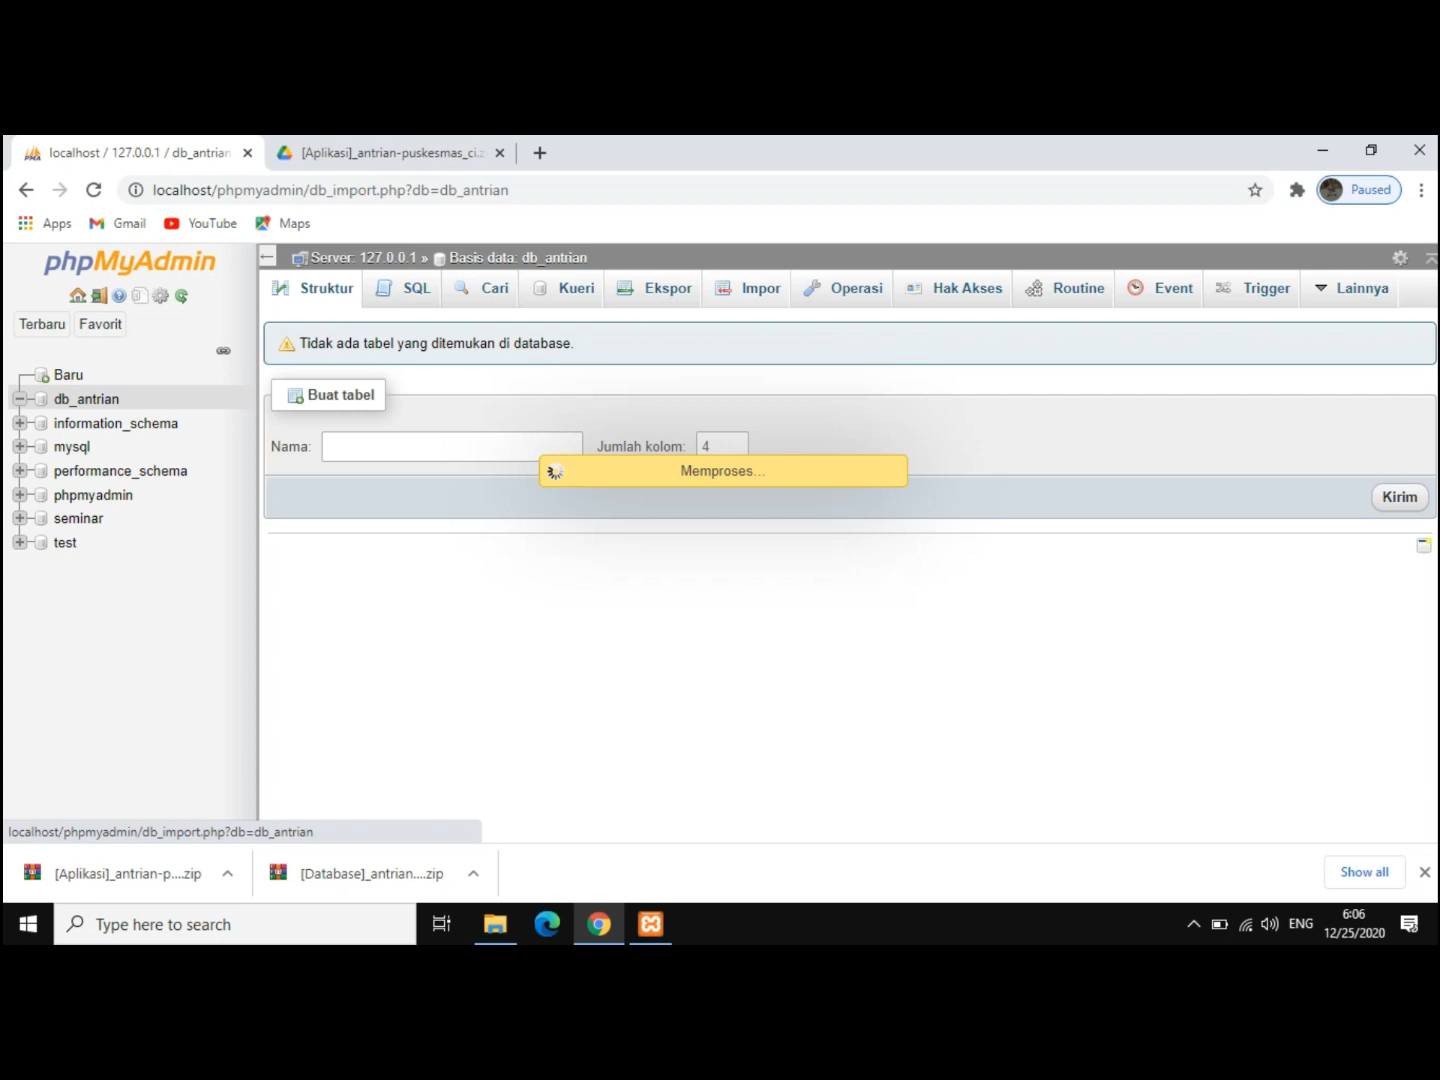 localhost / 127.0.0.1 / db_antrian
[Aplikasi]_antrian-puskesmas_ci.z
localhost/phpmyadmin/db_import.php?db=db_antrian
Paused
Apps
Gmail
YouTube
Maps
phpMyAdmin
Server: 127.0.0.1 » Basis data: db_antrian
Struktur
SQL
Cari
Kueri
Ekspor
Impor
Operasi
Hak Akses
Routine
Event
Trigger
Lainnya
Terbaru
Favorit
Tidak ada tabel yang ditemukan di database.
Baru
db_antrian
information_schema
mysql
performance_schema
phpmyadmin
seminar
test
Buat tabel
Nama:
Jumlah kolom:
4
Memproses...
Kirim
localhost/phpmyadmin/db_import.php?db=db_antrian
[Aplikasi]_antrian-p....zip
[Database]_antrian....zip
Show all
Type here to search
ENG
6:06
12/25/2020